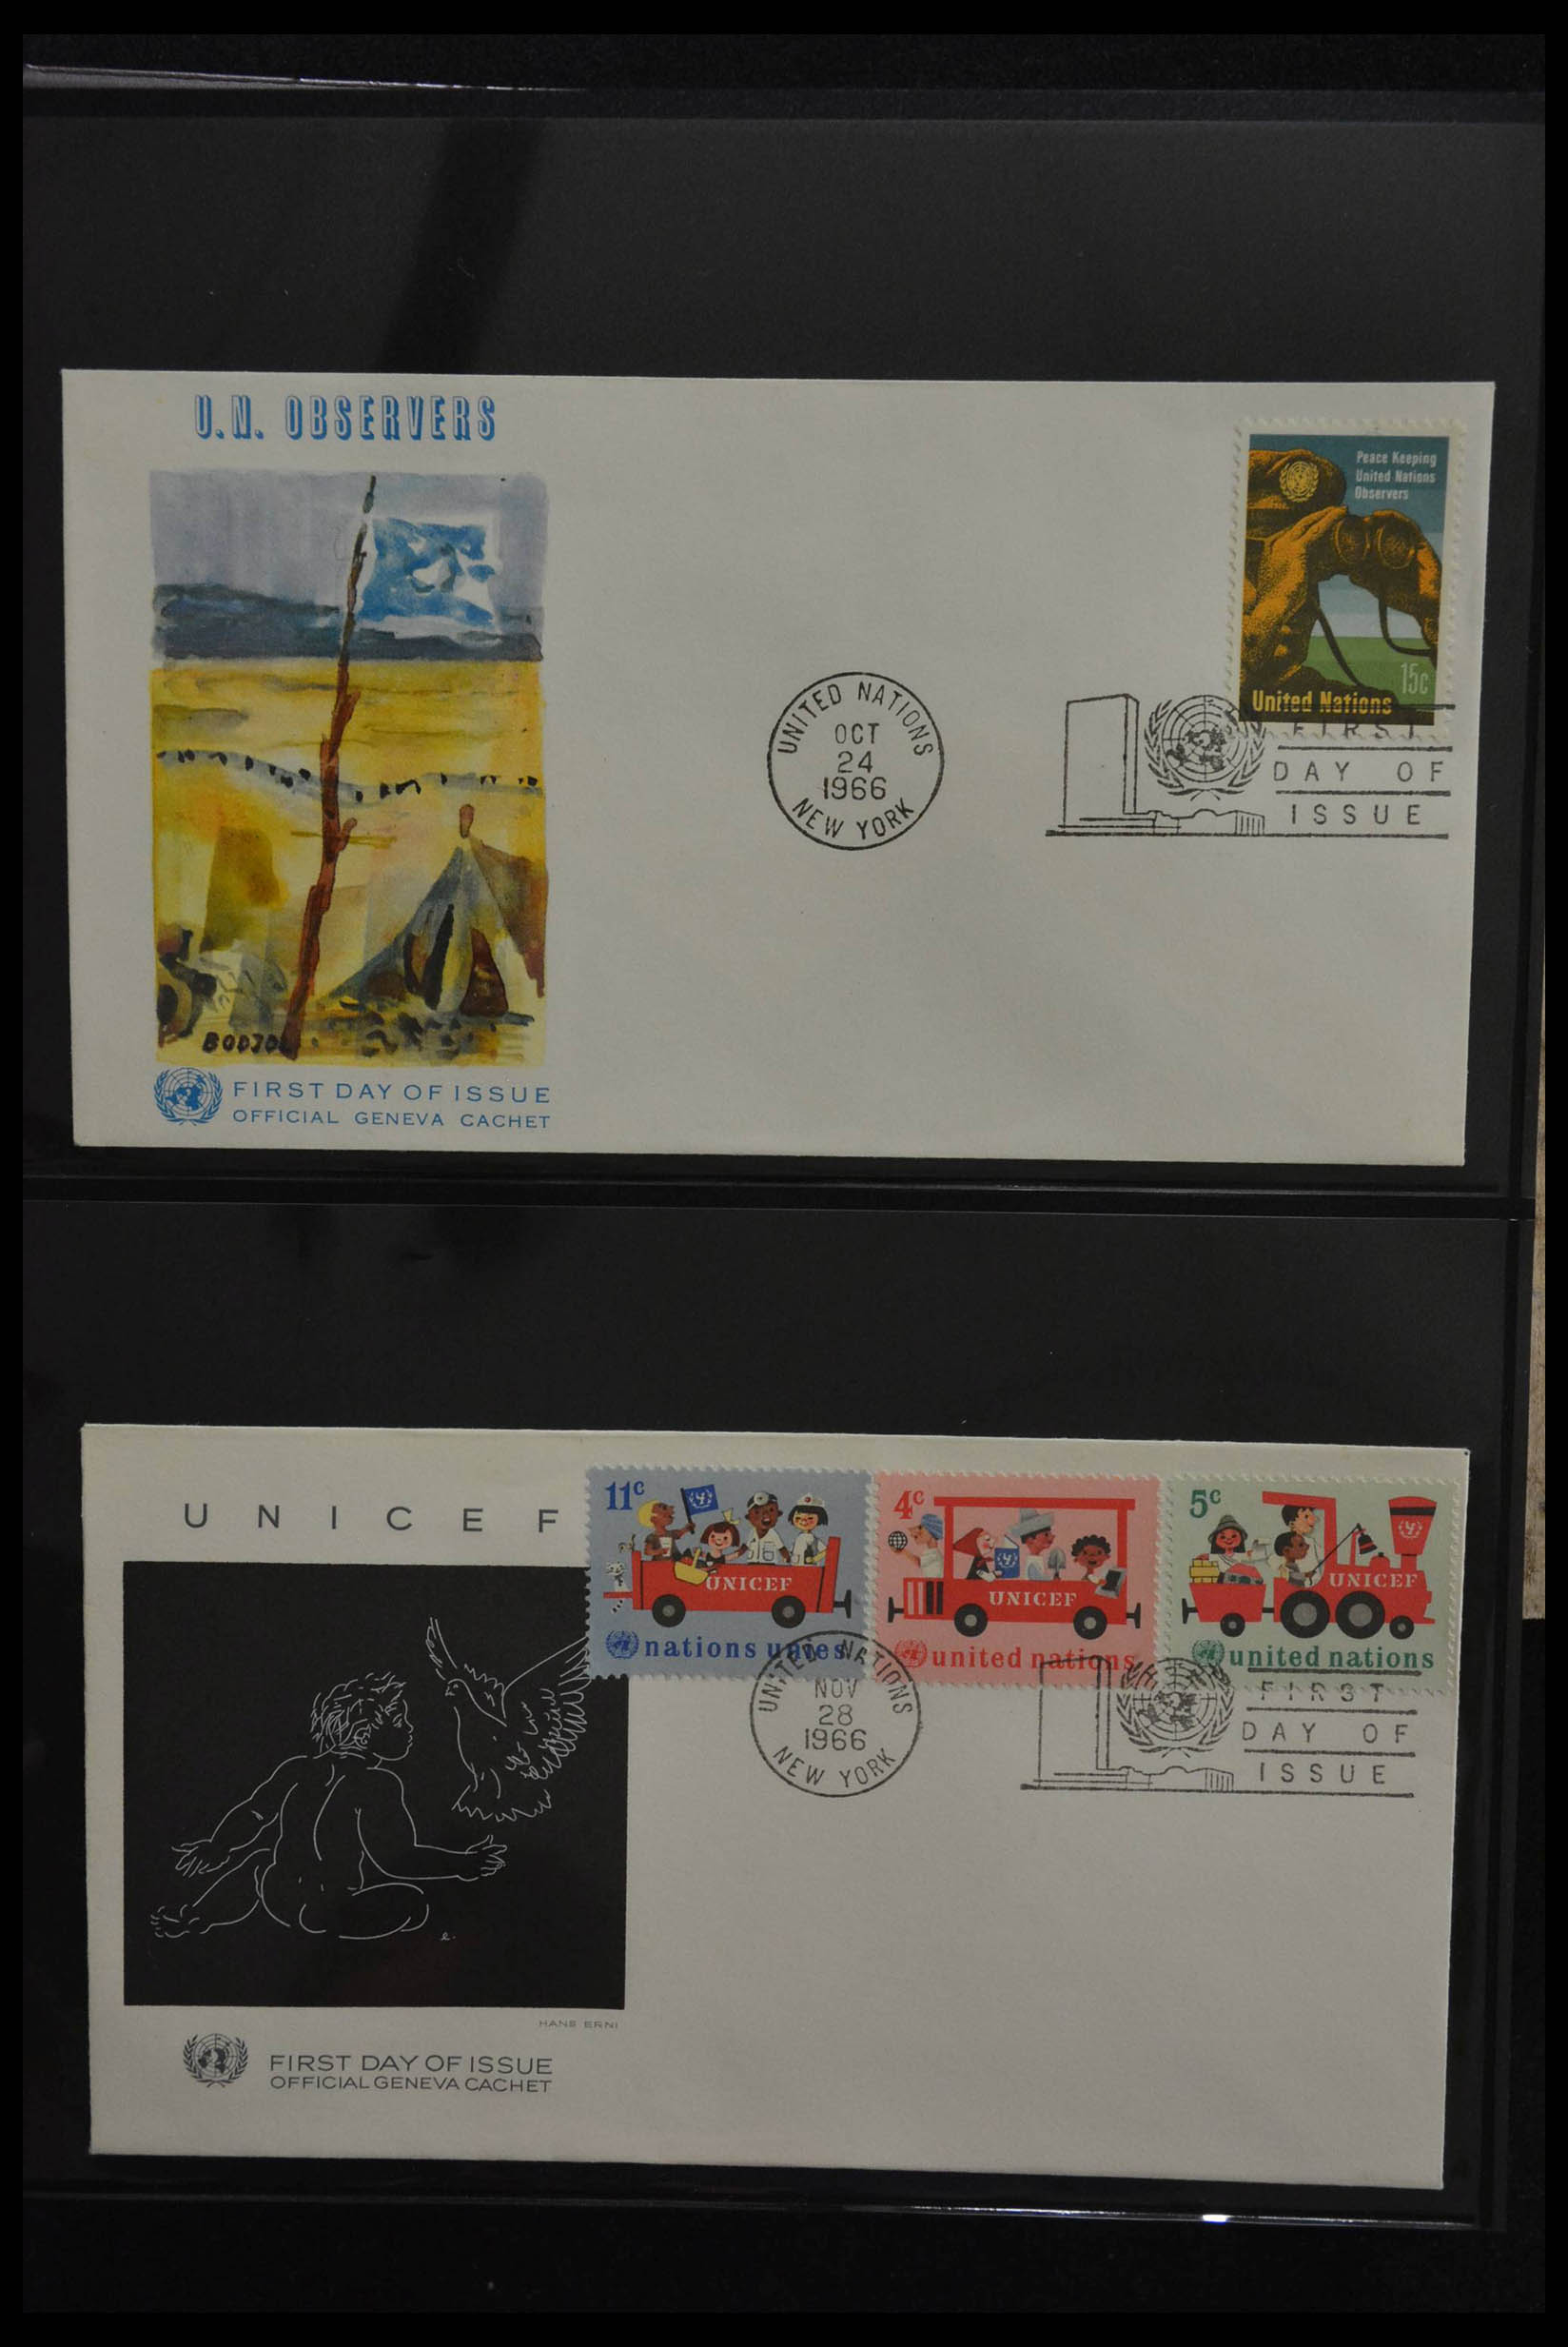 U.N. OBSERVERS
Peace Keeping
United Nations
Observers
15c
United Nations
UNITED NATIONS
OCT
24
1966
NEW YORK
FIRST
DAY OF
ISSUE
FIRST DAY OF ISSUE
OFFICIAL GENEVA CACHET
UNICEF
11c
UNICEF
nations unies
4c
UNICEF
united nations
5c
UNICEF
united nations
UNITED NATIONS
NOV
28
1966
NEW YORK
FIRST
DAY OF
ISSUE
e.
HANS ERNI
FIRST DAY OF ISSUE
OFFICIAL GENEVA CACHET